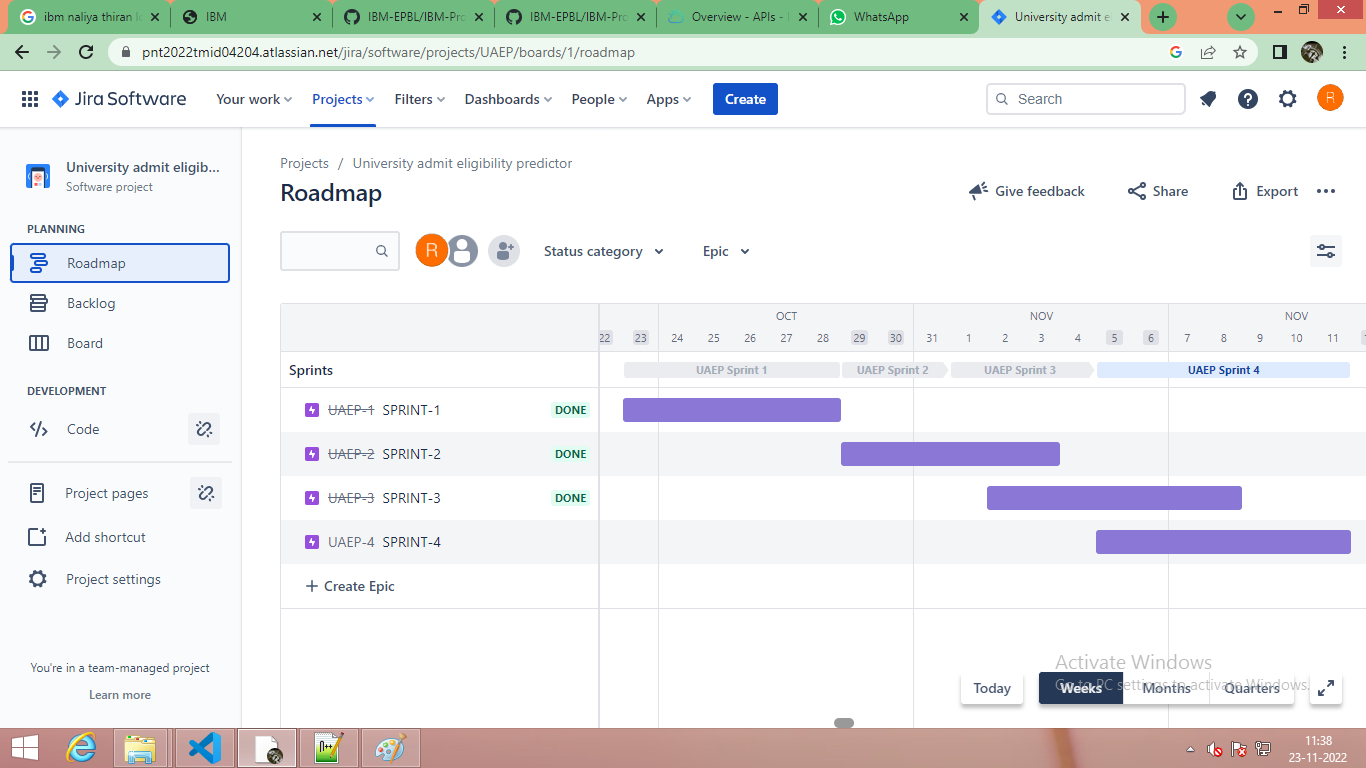 ibm naliya thiran l
IBM
IBM-EPBL/IBM-Pro
IBM-EPBL/IBM-Pro
Overview - APIs -
WhatsApp
University admit e
pnt2022tmid04204.atlassian.net/jira/software/projects/UAEP/boards/1/roadmap
Jira Software
Your work
Projects
Filters
Dashboards
People
Apps
Create
Search
R
University admit eligib...
Software project
PLANNING
Roadmap
Backlog
Board
DEVELOPMENT
Code
Project pages
Add shortcut
Project settings
You're in a team-managed project
Learn more
Projects / University admit eligibility predictor
Roadmap
Give feedback
Share
Export
R
Status category
Epic
OCT NOV NOV
22 23 24 25 26 27 28 29 30 31 1 2 3 4 5 6 7 8 9 10 11
Sprints
UAEP Sprint 1 UAEP Sprint 2 UAEP Sprint 3 UAEP Sprint 4
UAEP-1 SPRINT-1 DONE
UAEP-2 SPRINT-2 DONE
UAEP-3 SPRINT-3 DONE
UAEP-4 SPRINT-4
+ Create Epic
Activate Windows
Go to PC settings to activate Windows.
Today
Weeks
Months
Quarters
11:38
23-11-2022